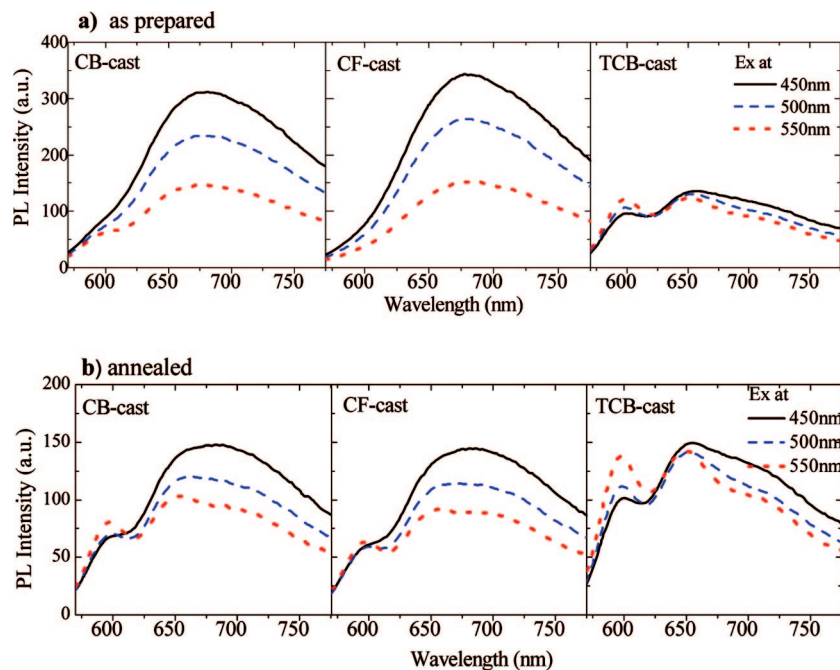 a) as prepared
400
300
200
100
0
PL Intensity (a.u.)
CB-cast
CF-cast
TCB-cast
Ex at
450nm
500nm
550nm
600 650 700 750 600 650 700 750 600 650 700 750
Wavelength (nm)
b) annealed
200
150
100
50
0
PL Intensity (a.u.)
CB-cast
CF-cast
TCB-cast
Ex at
450nm
500nm
550nm
600 650 700 750 600 650 700 750 600 650 700 750
Wavelength (nm)